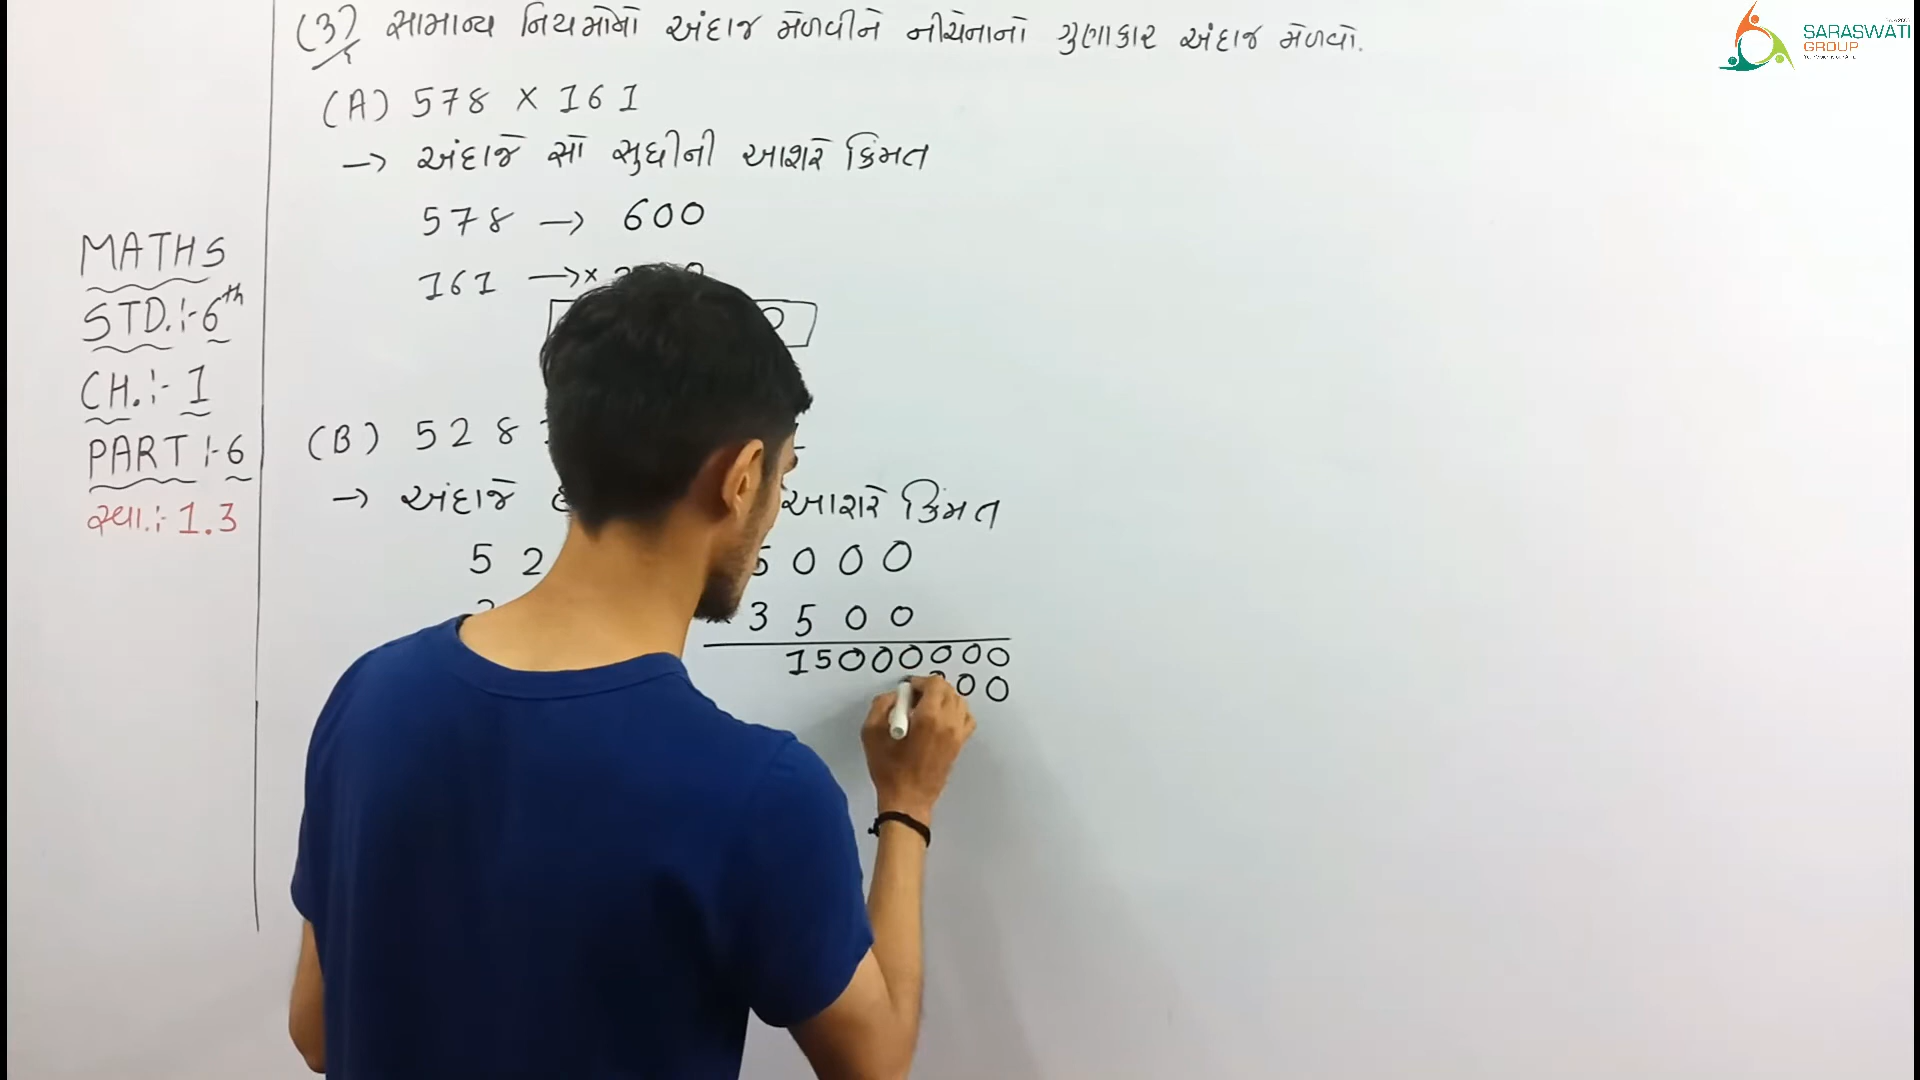 MATHS
STD.:- 6th
CH.:- 1
PART :- 6
સ્વા.:- 1.3
(3) સામાન્ય નિયમોથી અંદાજ મેળવીને નીચેનાનો ગુણાકાર અંદાજ મેળવો.
(A) 578 × 161
→ અંદાજે સો સુધીની આશરે કિંમત
578 → 600
161 → ×
(B) 528
→ અંદાજે આશરે કિંમત
5 2 5000
3500
15000000
00
SARASWATI
GROUP